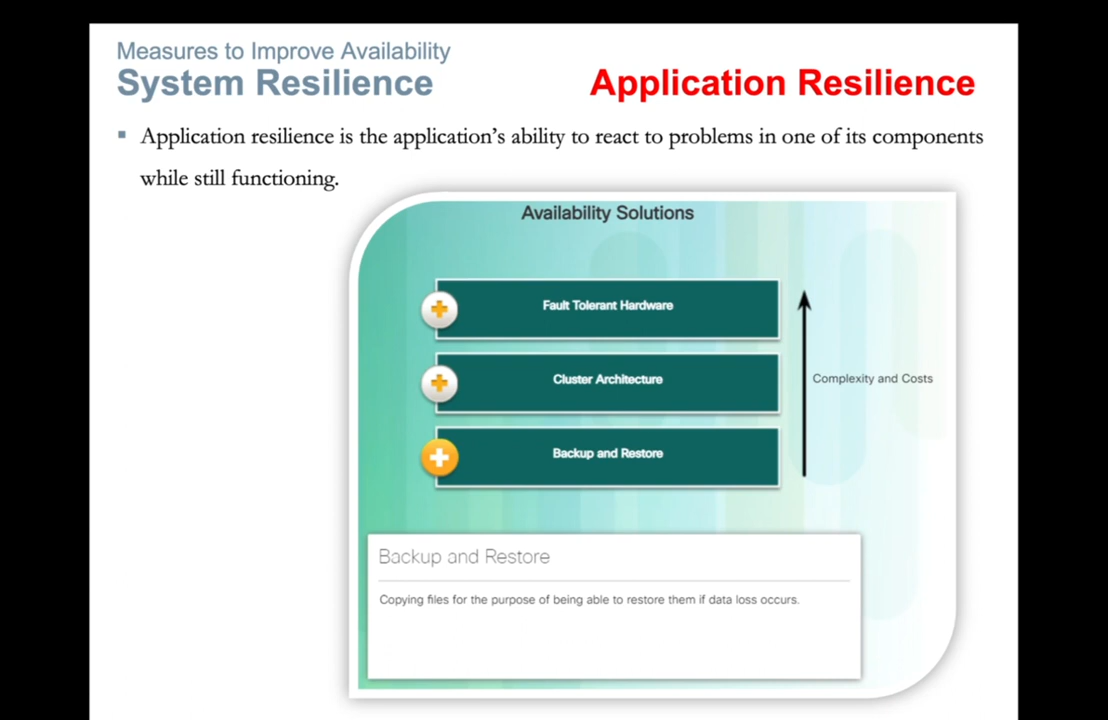 Measures to Improve Availability
System Resilience
Application Resilience
▪ Application resilience is the application’s ability to react to problems in one of its components
while still functioning.
Availability Solutions
Fault Tolerant Hardware
Cluster Architecture
Complexity and Costs
Backup and Restore
Backup and Restore
Copying files for the purpose of being able to restore them if data loss occurs.